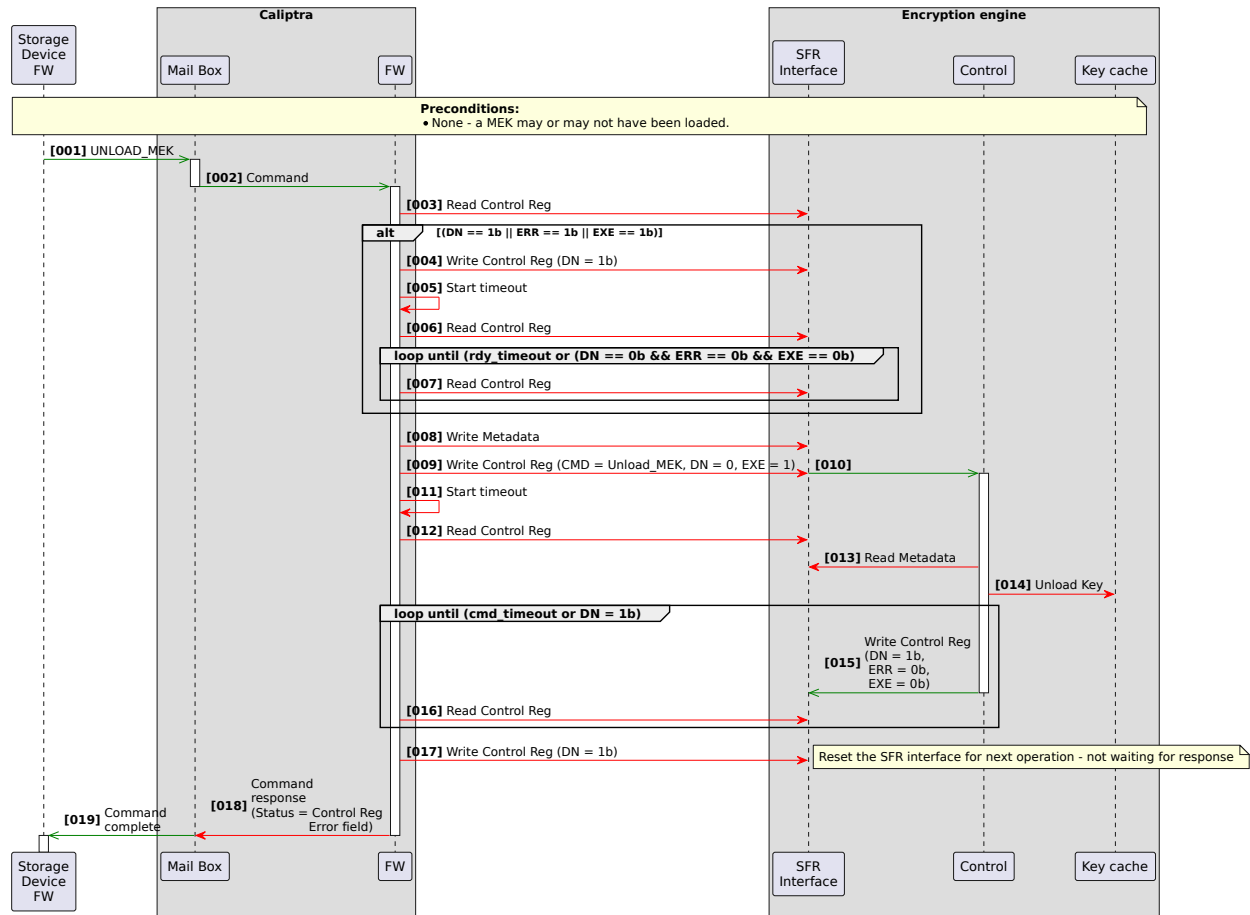 Caliptra
Encryption engine
Storage
Device
FW
Mail Box
FW
SFR
Interface
Control
Key cache
Preconditions:
• None - a MEK may or may not have been loaded.
[001] UNLOAD_MEK
[002] Command
[003] Read Control Reg
alt [(DN == 1b || ERR == 1b || EXE == 1b)]
[004] Write Control Reg (DN = 1b)
[005] Start timeout
[006] Read Control Reg
loop until (rdy_timeout or (DN == 0b && ERR == 0b && EXE == 0b)
[007] Read Control Reg
[008] Write Metadata
[009] Write Control Reg (CMD = Unload_MEK, DN = 0, EXE = 1)
[010]
[011] Start timeout
[012] Read Control Reg
[013] Read Metadata
[014] Unload Key
loop until (cmd_timeout or DN = 1b)
[015] Write Control Reg
(DN = 1b,
ERR = 0b,
EXE = 0b)
[016] Read Control Reg
[017] Write Control Reg (DN = 1b)
Reset the SFR interface for next operation - not waiting for response
[018] Command
response
(Status = Control Reg
Error field)
[019] Command
complete
Storage
Device
FW
Mail Box
FW
SFR
Interface
Control
Key cache